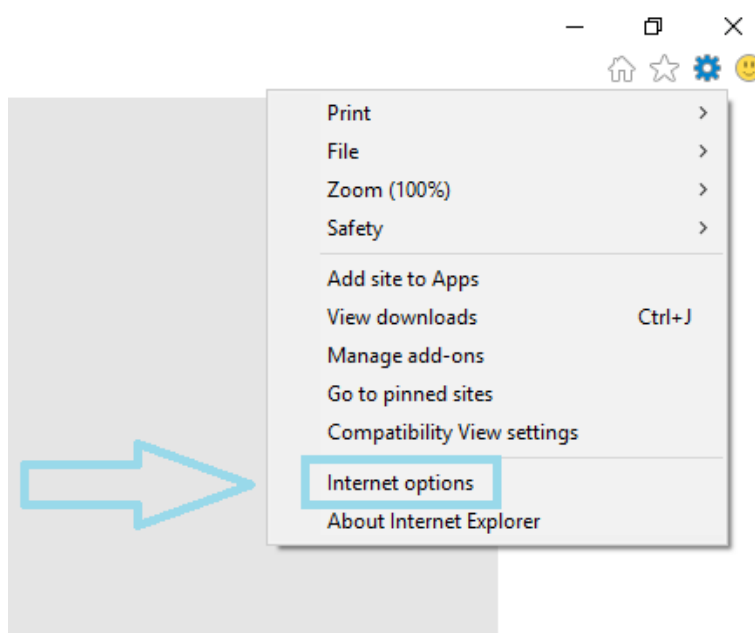 Print
File
Zoom (100%)
Safety
Add site to Apps
View downloads Ctrl+J
Manage add-ons
Go to pinned sites
Compatibility View settings
Internet options
About Internet Explorer